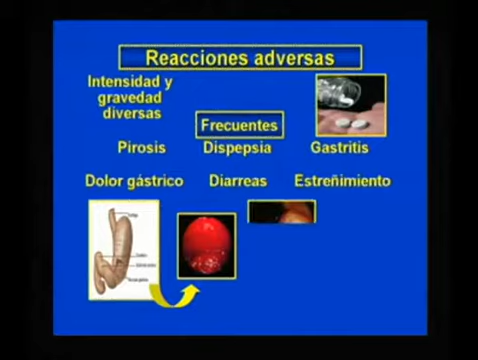 Reacciones adversas
Intensidad y
gravedad
diversas
Frecuentes
Pirosis Dispepsia Gastritis
Dolor gástrico Diarreas Estreñimiento